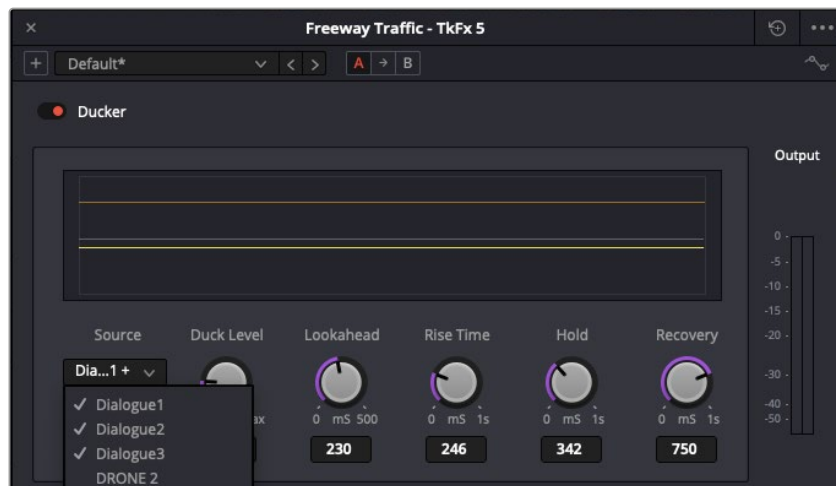 Freeway Traffic - TkFx 5
Default*
A
B
Ducker
Output
0 -
-5 -
-10 -
-15 -
-20 -
-30 -
-40 -
-50 -
Source Duck Level Lookahead Rise Time Hold Recovery
Dia...1 +
0 mS 500 0 mS 1s 0 mS 1s 0 mS 1s
230 246 342 750
✓ Dialogue1
✓ Dialogue2
✓ Dialogue3
DRONE 2